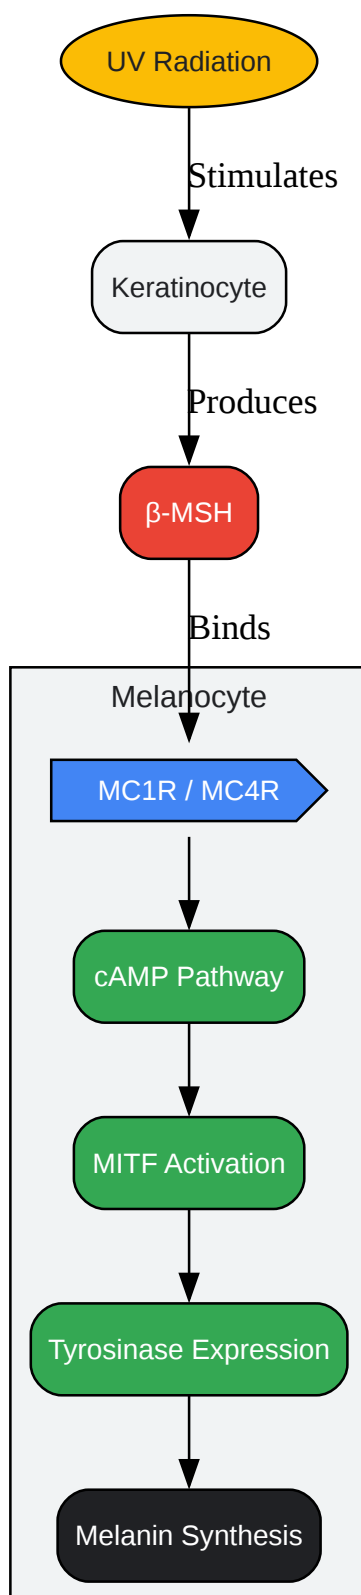 UV Radiation
Stimulates
Keratinocyte
Produces
β-MSH
Binds
Melanocyte
MC1R / MC4R
cAMP Pathway
MITF Activation
Tyrosinase Expression
Melanin Synthesis